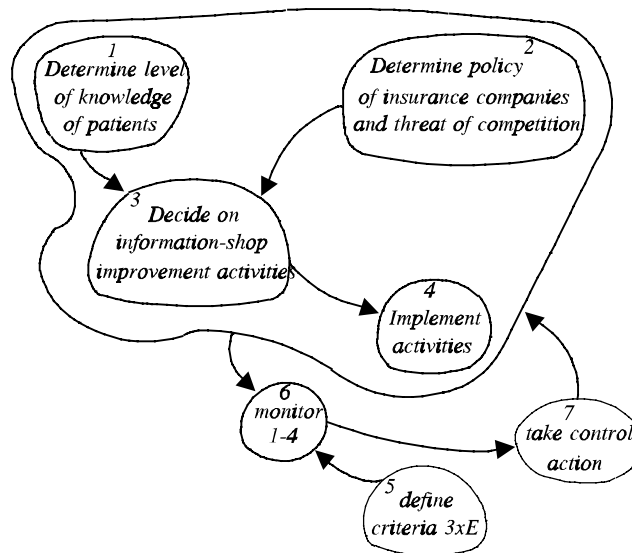 1
Determine level
of knowledge
of patients
2
Determine policy
of insurance companies
and threat of competition
3
Decide on
information-shop
improvement activities
4
Implement
activities
6
monitor
1-4
7
take control
action
5
define
criteria 3xE